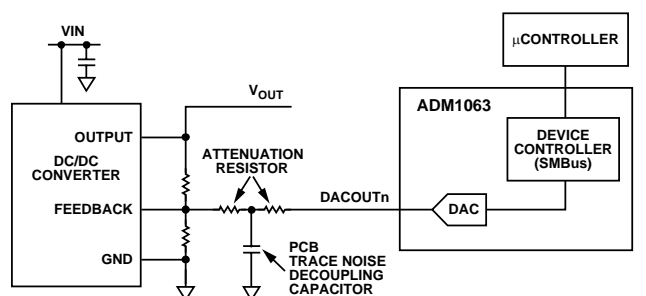 VIN
μCONTROLLER
VOUT
ADM1063
OUTPUT
DC/DC
CONVERTER
ATTENUATION
RESISTOR
DEVICE
CONTROLLER
(SMBus)
DACOUTn
FEEDBACK
DAC
GND
PCB
TRACE NOISE
DECOUPLING
CAPACITOR